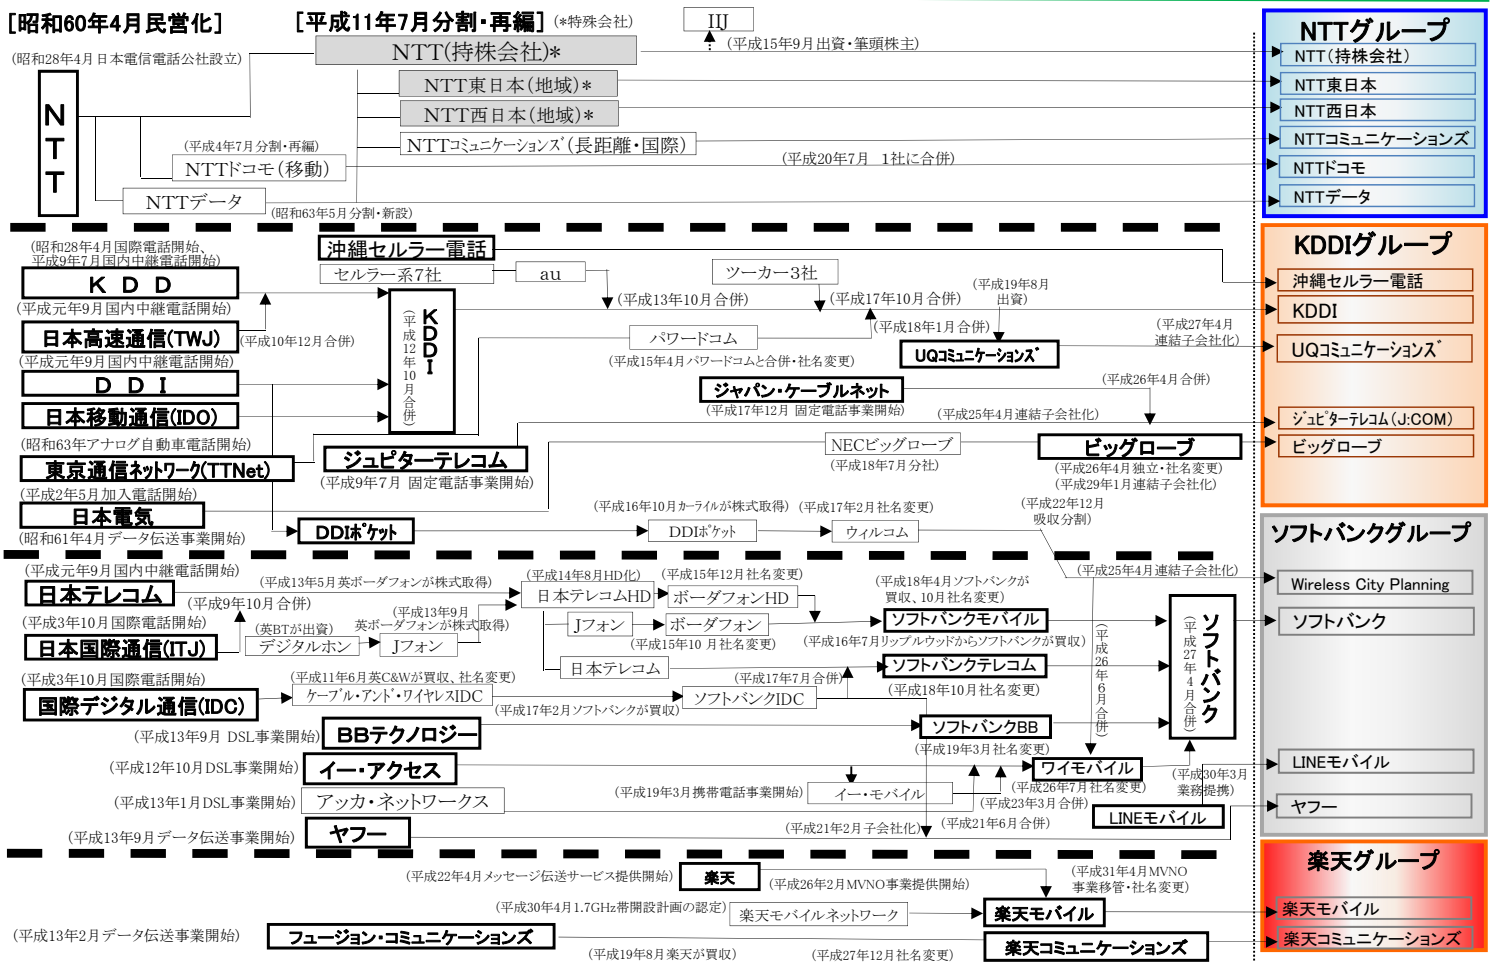 [昭和60年4月民営化]
[平成11年7月分割・再編] (*特殊会社)
IIJ
(平成15年9月出資・筆頭株主)
(昭和28年4月日本電信電話公社設立)
NTT
NTT(持株会社)*
NTT東日本(地域)*
NTT西日本(地域)*
NTTコミュニケーションズ(長距離・国際)
(平成4年7月分割・再編)
NTTドコモ(移動)
(平成20年7月 1社に合併)
NTTデータ
(昭和63年5月分割・新設)
NTTグループ
NTT(持株会社)
NTT東日本
NTT西日本
NTTコミュニケーションズ
NTTドコモ
NTTデータ
(昭和28年4月国際電話開始、
平成9年7月国内中継電話開始)
KDD
(平成元年9月国内中継電話開始)
日本高速通信(TWJ)
(平成10年12月合併)
(平成元年9月国内中継電話開始)
DDI
日本移動通信(IDO)
(昭和63年アナログ自動車電話開始)
東京通信ネットワーク(TTNet)
(平成2年5月加入電話開始)
日本電気
(昭和61年4月データ伝送事業開始)
沖縄セルラー電話
セルラー系7社
au
ツーカー3社
KDDI
(平成12年10月合併)
(平成13年10月合併)
(平成17年10月合併)
(平成19年8月
出資)
パワードコム
(平成18年1月合併)
(平成15年4月パワードコムと合併・社名変更)
UQコミュニケーションズ
(平成27年4月
連結子会社化)
ジャパン・ケーブルネット
(平成17年12月 固定電話事業開始)
(平成26年4月合併)
(平成25年4月連結子会社化)
ジュピターテレコム
(平成9年7月 固定電話事業開始)
NECビッグローブ
(平成18年7月分社)
ビッグローブ
(平成26年4月独立・社名変更)
(平成29年1月連結子会社化)
DDIポケット
(平成16年10月カーライルが株式取得)
DDIポケット
(平成17年2月社名変更)
ウィルコム
(平成22年12月
吸収分割)
KDDIグループ
沖縄セルラー電話
KDDI
UQコミュニケーションズ
ジュピターテレコム(J:COM)
ビッグローブ
(平成元年9月国内中継電話開始)
日本テレコム
(平成9年10月合併)
(平成3年10月国際電話開始)
日本国際通信(ITJ)
(平成3年10月国際電話開始)
国際デジタル通信(IDC)
(平成13年5月英ボーダフォンが株式取得)
(英BTが出資)
デジタルホン
(平成13年9月
英ボーダフォンが株式取得)
Jフォン
(平成14年8月HD化)
日本テレコムHD
(平成15年12月社名変更)
ボーダフォンHD
Jフォン
ボーダフォン
(平成15年10月社名変更)
日本テレコム
(平成18年4月ソフトバンクが
買収、10月社名変更)
ソフトバンクモバイル
(平成16年7月リップルウッドからソフトバンクが買収)
ソフトバンクテレコム
(平成18年10月社名変更)
(平成17年7月合併)
(平成11年6月英C&Wが買収、社名変更)
ケーブル・アンド・ワイヤレスIDC
(平成17年2月ソフトバンクが買収)
ソフトバンクIDC
(平成13年9月 DSL事業開始)
BBテクノロジー
ソフトバンクBB
(平成19年3月社名変更)
(平成12年10月DSL事業開始)
イー・アクセス
(平成13年1月DSL事業開始)
アッカ・ネットワークス
(平成13年9月データ伝送事業開始)
ヤフー
(平成19年3月携帯電話事業開始)
イー・モバイル
(平成21年2月子会社化)
(平成21年6月合併)
(平成23年3月合併)
ワイモバイル
(平成26年7月社名変更)
(平成26年6月合併)
(平成25年4月連結子会社化)
ソフトバンク
(平成27年4月合併)
LINEモバイル
(平成30年3月
業務提携)
ソフトバンクグループ
Wireless City Planning
ソフトバンク
LINEモバイル
ヤフー
(平成22年4月メッセージ伝送サービス提供開始)
楽天
(平成26年2月MVNO事業提供開始)
(平成31年4月MVNO
事業移管・社名変更)
(平成30年4月1.7GHz帯開設計画の認定)
楽天モバイルネットワーク
楽天モバイル
(平成13年2月データ伝送事業開始)
フュージョン・コミュニケーションズ
(平成19年8月楽天が買収)
(平成27年12月社名変更)
楽天コミュニケーションズ
楽天グループ
楽天モバイル
楽天コミュニケーションズ